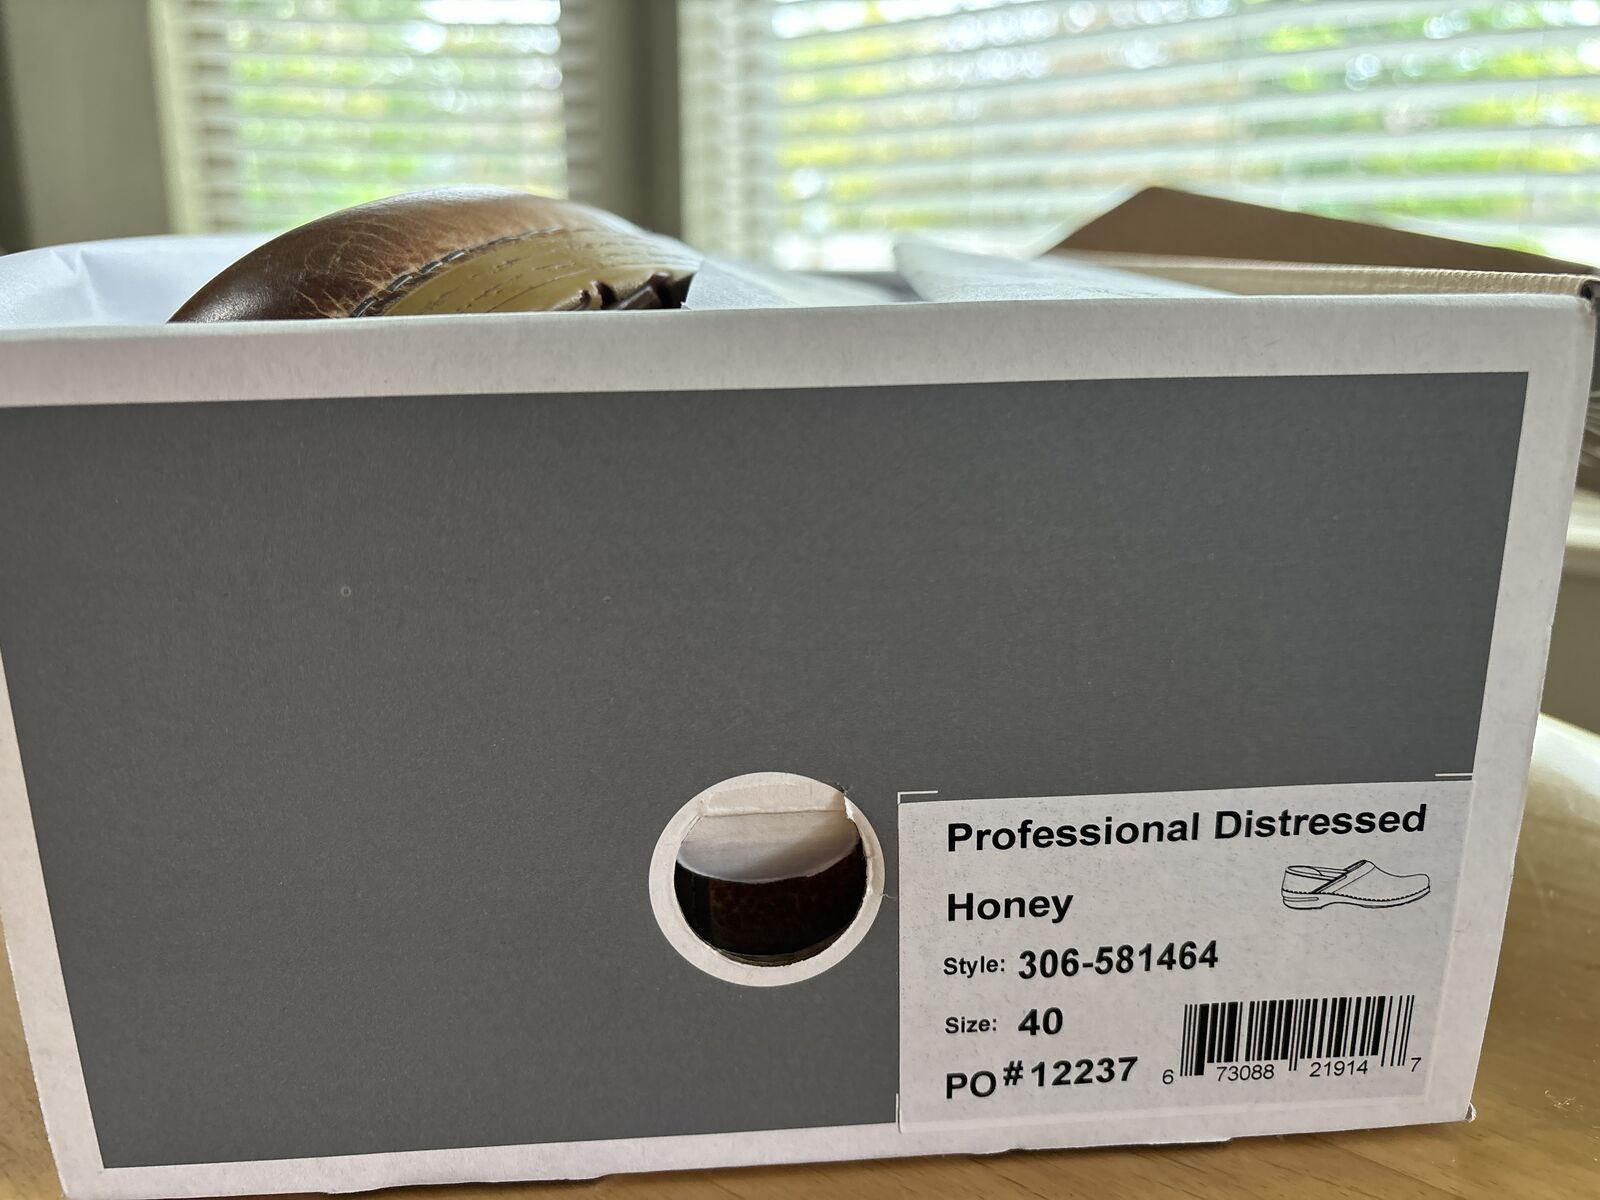 Professional Distressed
Honey
Style: 306-581464
Size: 40
PO#12237
6 73088 21914 7